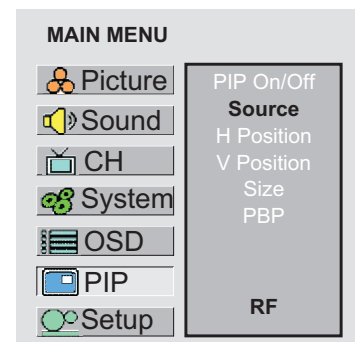 MAIN MENU
Picture
Sound
CH
System
OSD
PIP
Setup
PIP On/Off
Source
H Position
V Position
Size
PBP
RF